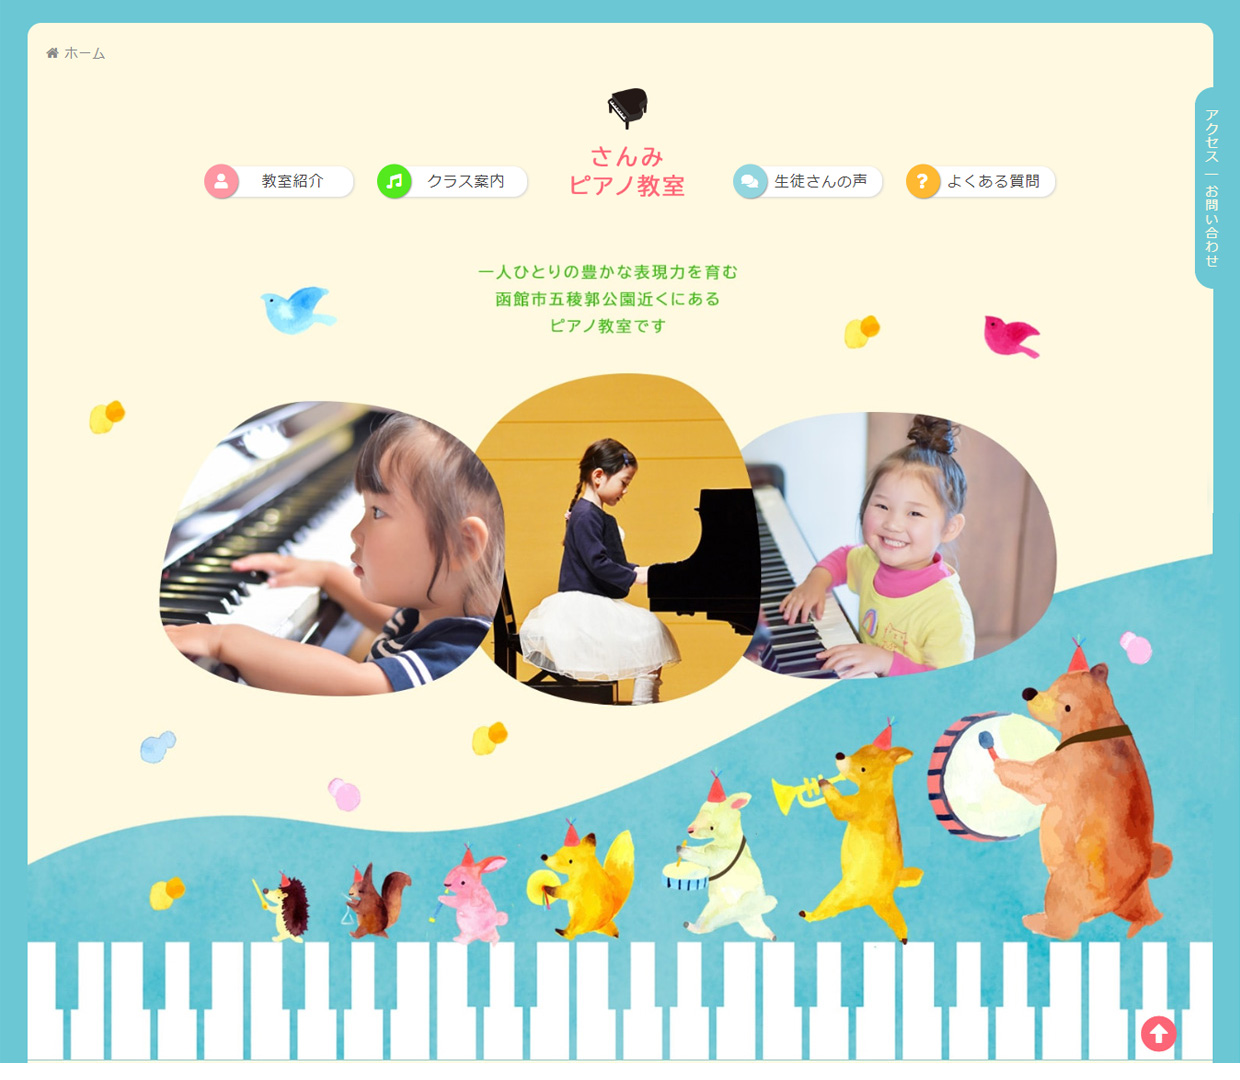 ホーム
さんみ
ピアノ教室
教室紹介
クラス案内
生徒さんの声
よくある質問
アクセス | お問い合わせ
一人ひとりの豊かな表現力を育む
函館市五稜郭公園近くにある
ピアノ教室です